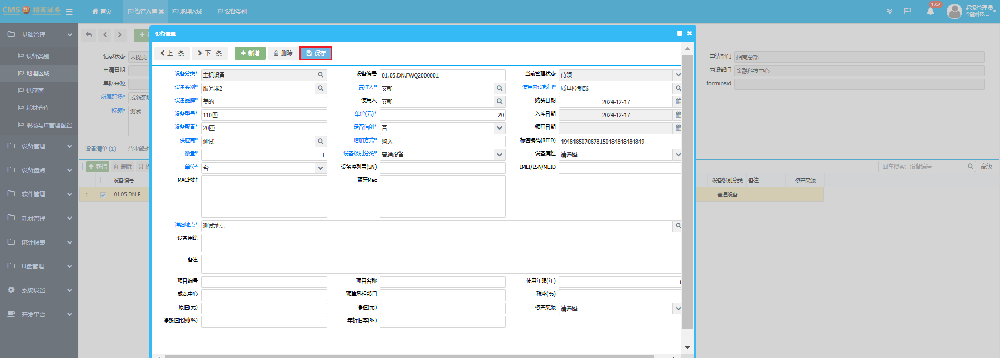 CMS 招商证券
首页
资产入库
地理区域
设备类别
132
超级管理员
金融科技...
基础管理
设备类别
地理区域
供应商
耗材仓库
职场与IT管理配置
设备管理
设备盘点
软件管理
耗材管理
统计报表
U盘管理
系统设置
开发平台
记录状态 未提交
申请日期
单据来源
所属职场* 威新职场
标题* 测试
设备清单 (1) 营业部动
新增 删除
设备编号
1 01.05.DN.F...
设备清单
上一条 下一条 新增 删除 保存
设备分类* 主机设备 设备编号 01.05.DN.FWQ2000001 当前管理状态 待领
设备类别* 服务器2 责任人* 艾新 使用内设部门* 质量控制部
设备品牌* 美的 使用人 艾新 购买日期 2024-12-17
设备型号* 110匹 单价(元)* 20 入库日期 2024-12-17
设备配置* 20匹 是否信创* 否 领用日期
供应商* 测试 增加方式* 购入 标签编码(RFID) 4948485070878150484848484849
数量* 1 设备级别分类* 普通设备 设备属性 请选择
单位* 台 设备序列号(SN) IMEI/ESN/MEID
MAC地址 蓝牙Mac
详细地点* 测试地点
设备用途
备注
项目编号 项目名称 使用年限(年)
成本中心 预算承担部门 税率(%)
原值(元) 净值(元) 资产来源 请选择
净残值比例(%) 年折旧率(%)
申请部门 招商总部
内设部门 金融科技中心
forminsid
回车搜索：设备编号 高级
设备级别分类 备注 资产来源
普通设备